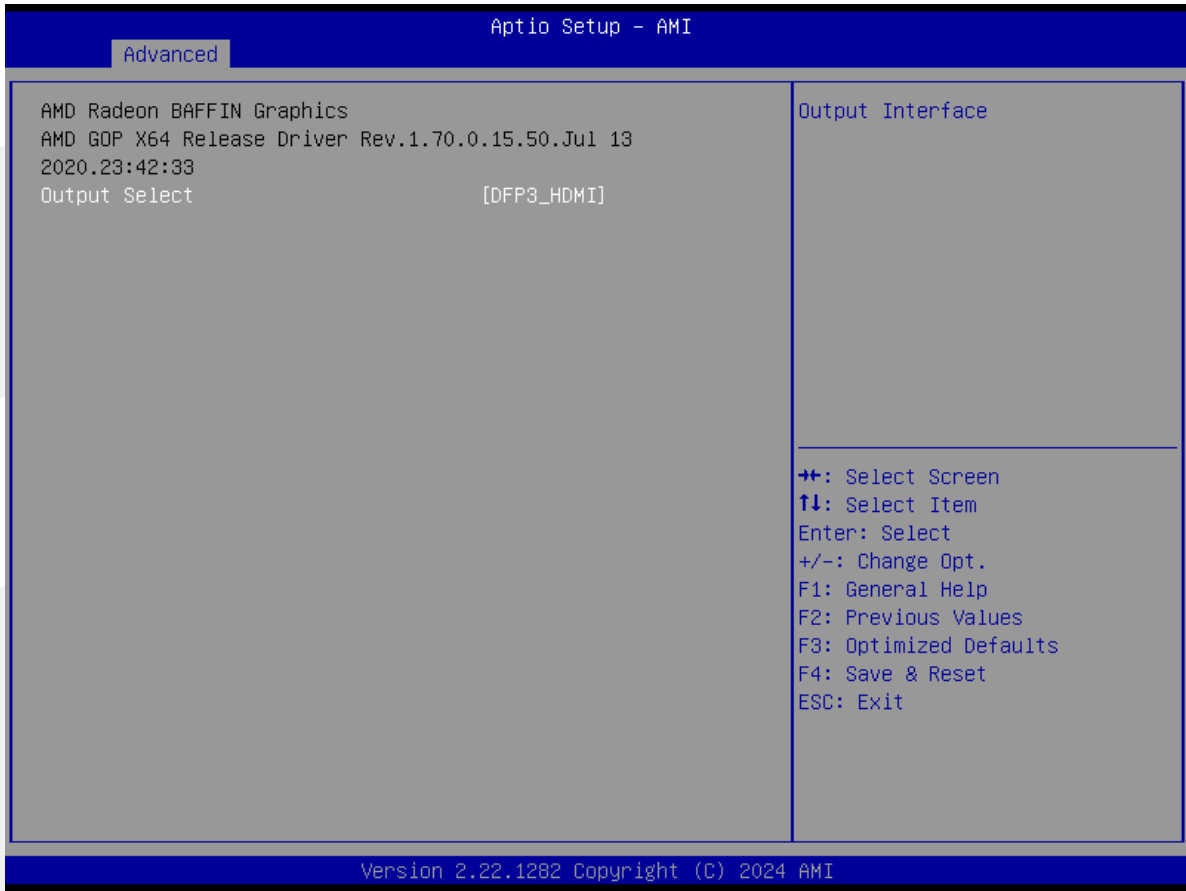 Aptio Setup – AMI
Advanced
AMD Radeon BAFFIN Graphics
AMD GOP X64 Release Driver Rev.1.70.0.15.50.Jul 13
2020.23:42:33
Output Select [DFP3_HDMI]
Output Interface
→←: Select Screen
↑↓: Select Item
Enter: Select
+/-: Change Opt.
F1: General Help
F2: Previous Values
F3: Optimized Defaults
F4: Save & Reset
ESC: Exit
Version 2.22.1282 Copyright (C) 2024 AMI